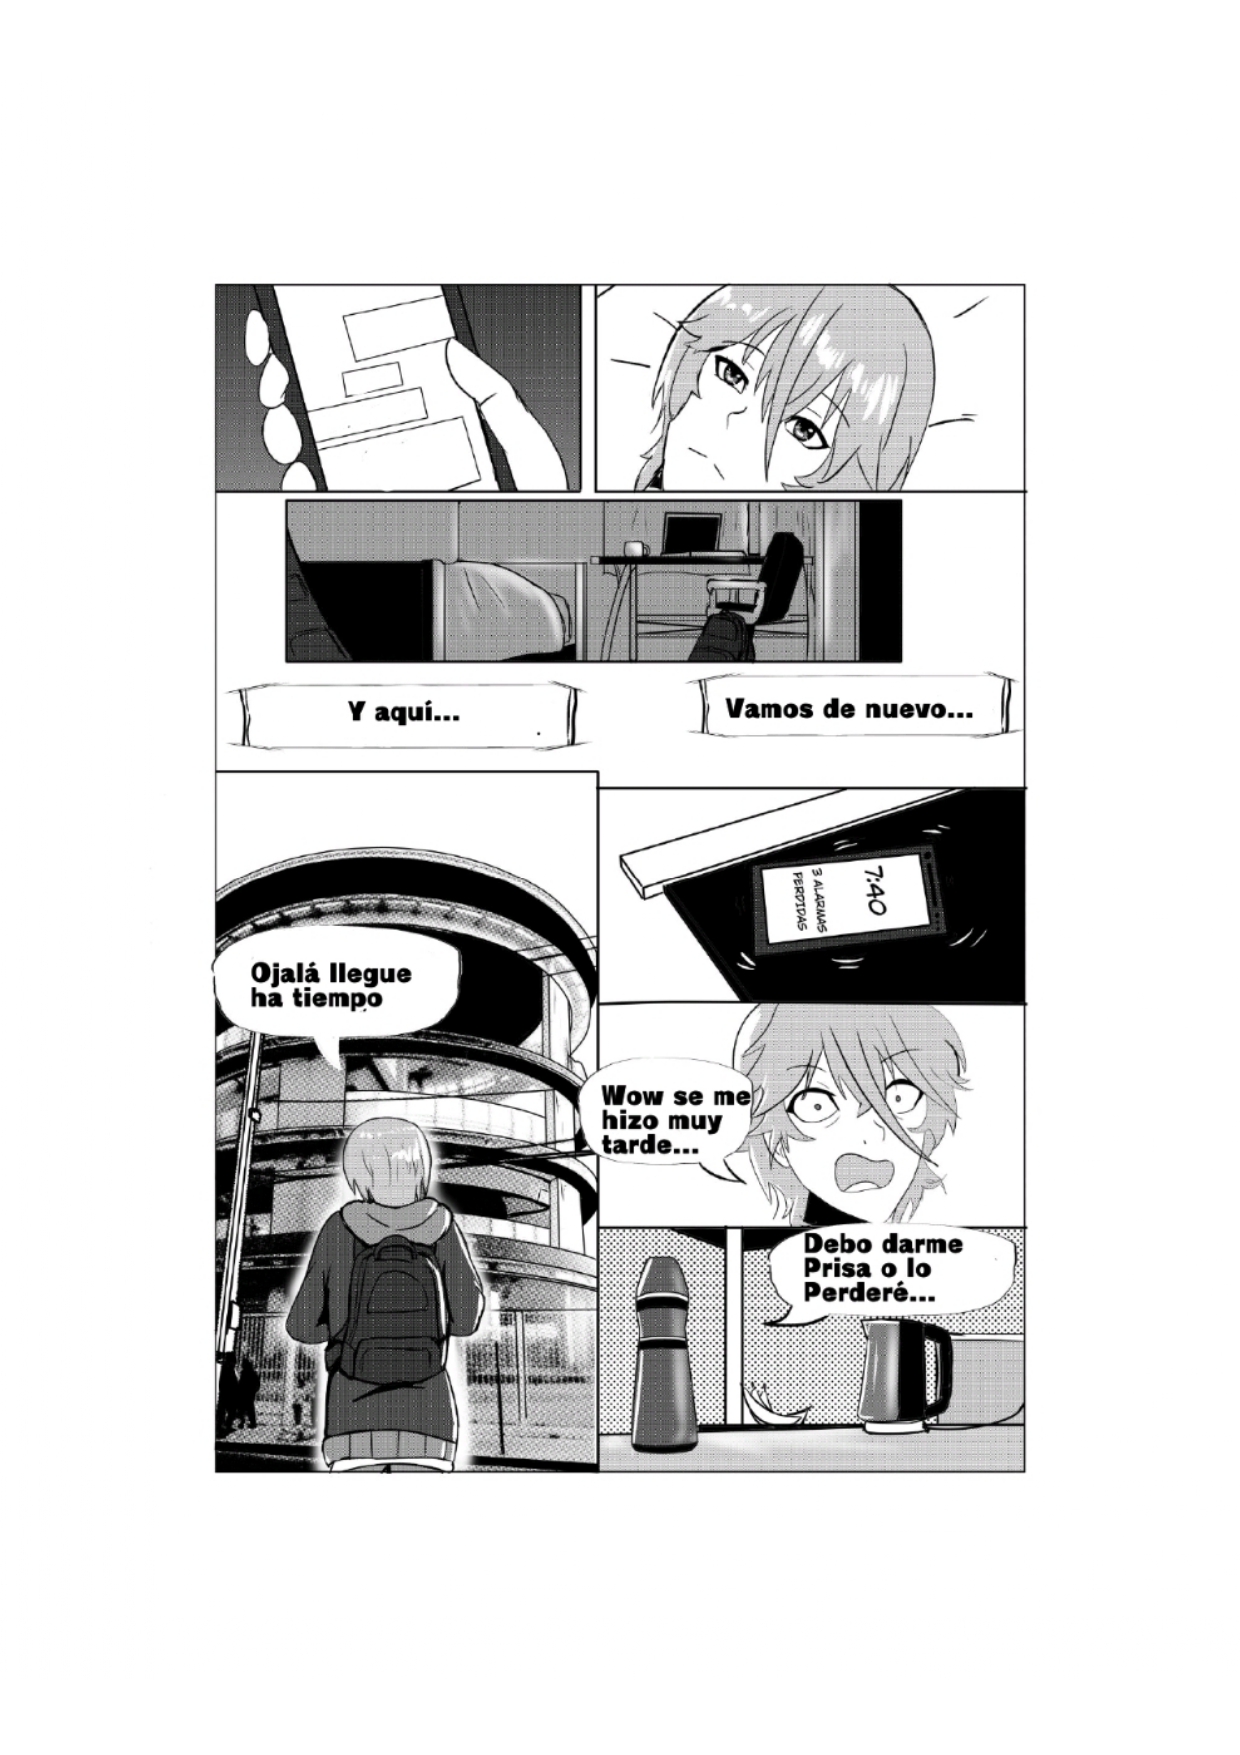 Y aquí...
Vamos de nuevo...
7:40
3 ALARMAS
PERDIDAS
Wow se me
hizo muy
tarde...
Debo darme
Prisa o lo
Perderé...
Ojalá llegue
ha tiempo